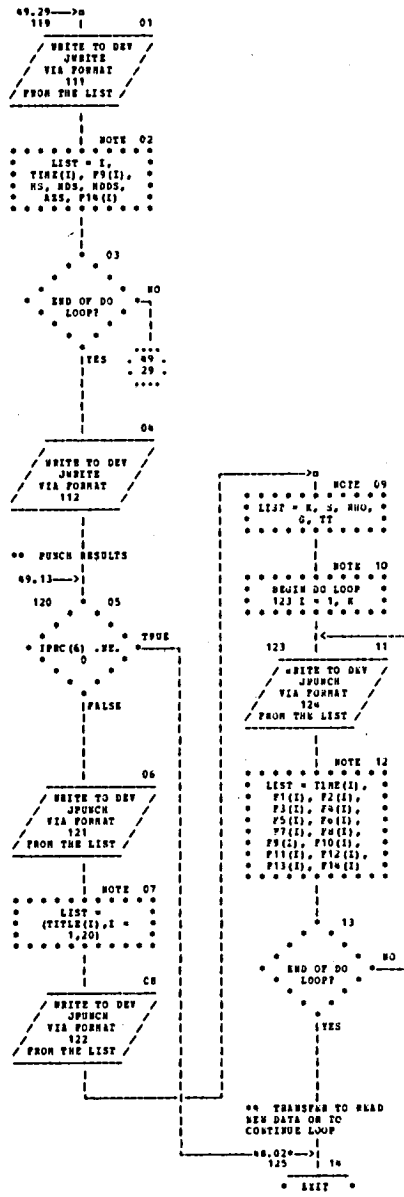 49.29--->
119 01
WRITE TO DEV
JWRITE
VIA FORMAT
111
FROM THE LIST
NOTE 02
LIST = I,
TIME(I), F9(I),
MS, MDS, MDDS,
AZS, F14(I)
03
END OF DO
LOOP?
NO
YES
49
29
04
WRITE TO DEV
JWRITE
VIA FORMAT
112
** PUNCH RESULTS
49.13--->
120 05
IPRC(6) .NE.
0
TRUE
FALSE
06
WRITE TO DEV
JPUNCH
VIA FORMAT
121
FROM THE LIST
NOTE 07
LIST =
(TITLE(I),I =
1,20)
08
WRITE TO DEV
JPUNCH
VIA FORMAT
122
FROM THE LIST
NOTE 09
LIST = K, S, RHO,
G, TT
NOTE 10
BEGIN DO LOOP
123 I = 1, K
123 11
WRITE TO DEV
JPUNCH
VIA FORMAT
124
FROM THE LIST
NOTE 12
LIST = TIME(I),
F1(I), F2(I),
F3(I), F4(I),
F5(I), F6(I),
F7(I), F8(I),
F9(I), F10(I),
F11(I), F12(I),
F13(I), F14(I)
13
END OF DO
LOOP?
NO
YES
** TRANSFER TO READ
NEW DATA OR TO
CONTINUE LOOP
48.02*--->
125 14
EXIT